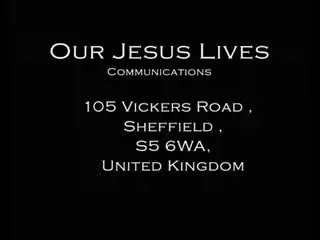 OUR JESUS LIVES
COMMUNICATIONS
105 VICKERS ROAD ,
SHEFFIELD ,
S5 6WA,
UNITED KINGDOM